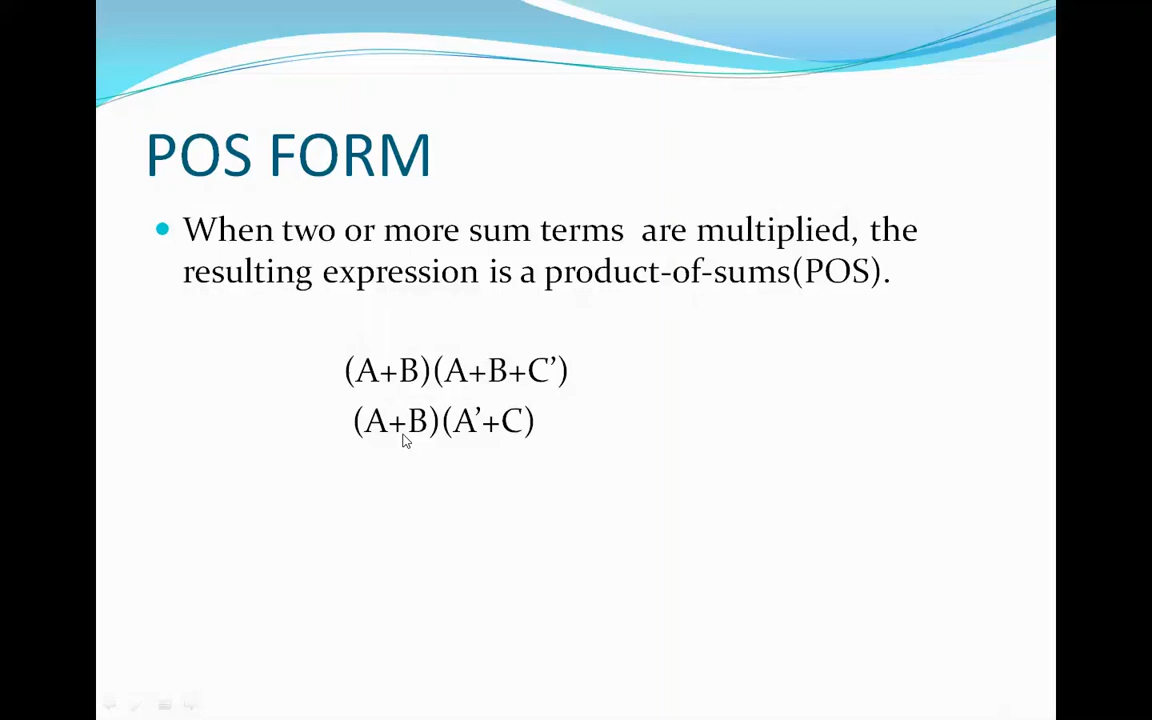 POS FORM
When two or more sum terms are multiplied, the
resulting expression is a product-of-sums(POS).
(A+B)(A+B+C’)
(A+B)(A’+C)